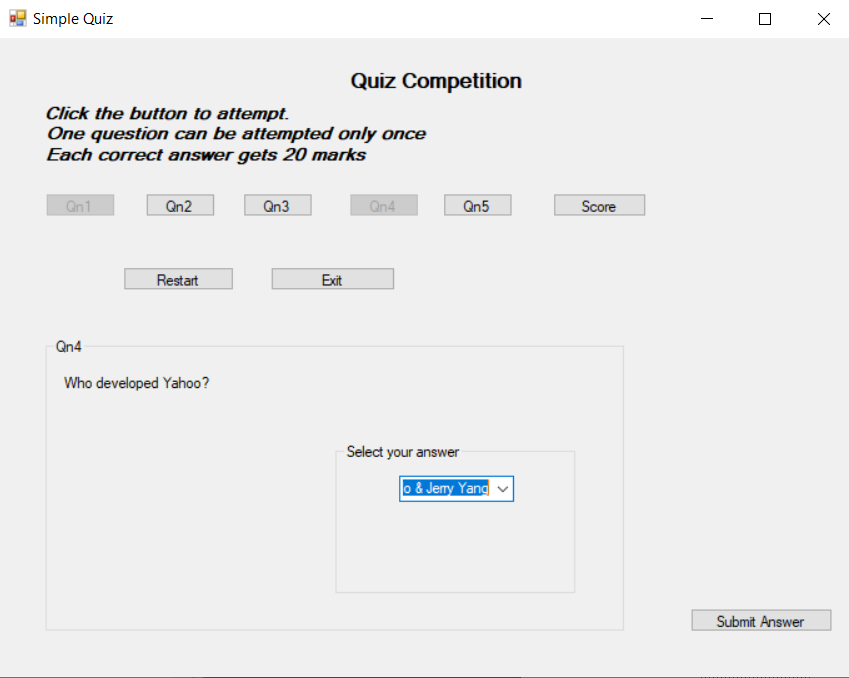 Simple Quiz
Quiz Competition
Click the button to attempt.
One question can be attempted only once
Each correct answer gets 20 marks
Qn1 Qn2 Qn3 Qn4 Qn5 Score
Restart Exit
Qn4
Who developed Yahoo?
Select your answer
o & Jerry Yang
Submit Answer